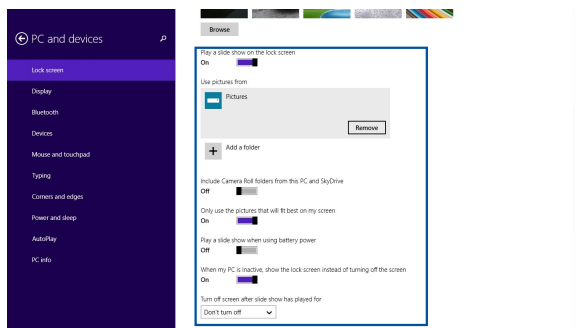 PC and devices
Lock screen
Display
Bluetooth
Devices
Mouse and touchpad
Typing
Corners and edges
Power and sleep
AutoPlay
PC info
Browse
Play a slide show on the lock screen
On
Use pictures from
Pictures
Remove
Add a folder
Include Camera Roll folders from this PC and SkyDrive
Off
Only use the pictures that will fit best on my screen
On
Play a slide show when using battery power
Off
When my PC is inactive, show the lock screen instead of turning off the screen
On
Turn off screen after slide show has played for
Don't turn off